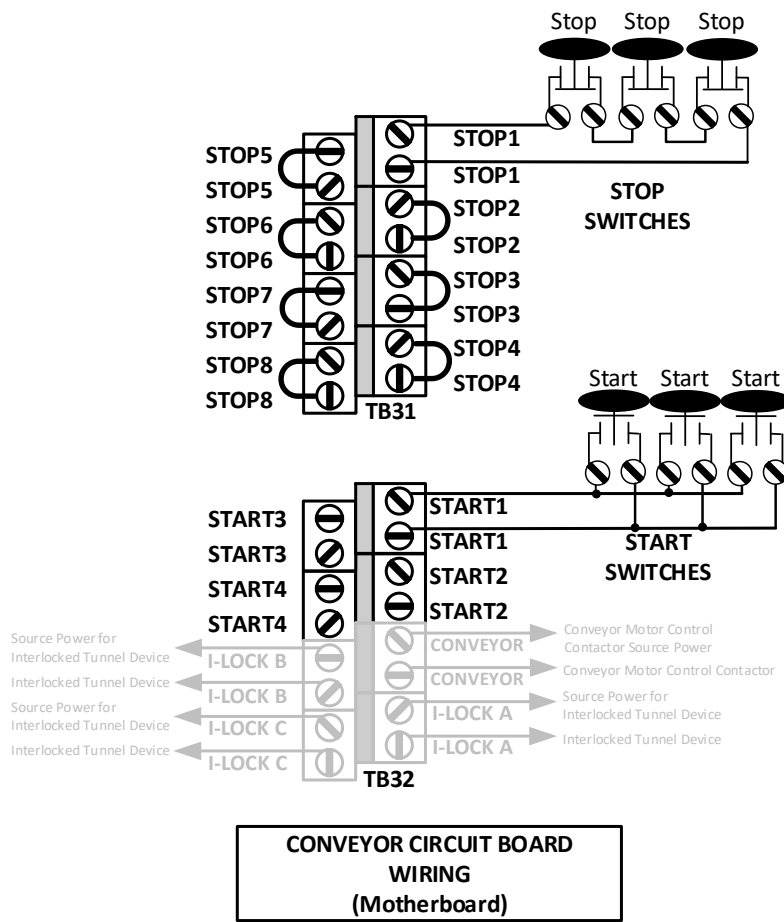 Stop Stop Stop
STOP1
STOP5
STOP1
STOP5
STOP SWITCHES
STOP2
STOP6
STOP2
STOP6
STOP3
STOP7
STOP3
STOP7
STOP4
STOP8
STOP4
STOP8
TB31
Start Start Start
START1
START3
START1
START3
START SWITCHES
START2
START4
START2
START4
Source Power for
Interlocked Tunnel Device
I-LOCK B
CONVEYOR
Conveyor Motor Control
Contactor Source Power
Interlocked Tunnel Device
I-LOCK B
CONVEYOR
Conveyor Motor Control Contactor
Source Power for
Interlocked Tunnel Device
I-LOCK C
I-LOCK A
Source Power for
Interlocked Tunnel Device
Interlocked Tunnel Device
I-LOCK C
I-LOCK A
Interlocked Tunnel Device
TB32
CONVEYOR CIRCUIT BOARD
WIRING
(Motherboard)